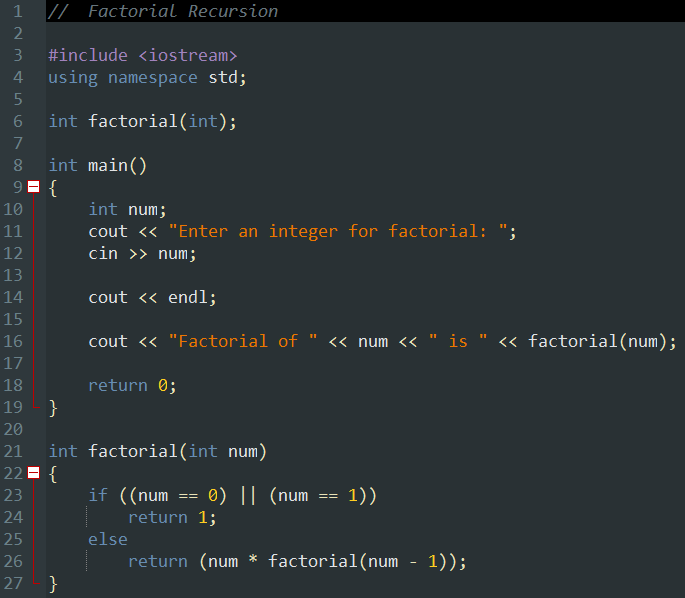 1 //  Factorial Recursion
2
3 #include <iostream>
4 using namespace std;
5
6 int factorial(int);
7
8 int main()
9 {
10     int num;
11     cout << "Enter an integer for factorial: ";
12     cin >> num;
13
14     cout << endl;
15
16     cout << "Factorial of " << num << " is " << factorial(num);
17
18     return 0;
19 }
20
21 int factorial(int num)
22 {
23     if ((num == 0) || (num == 1))
24         return 1;
25     else
26         return (num * factorial(num - 1));
27 }